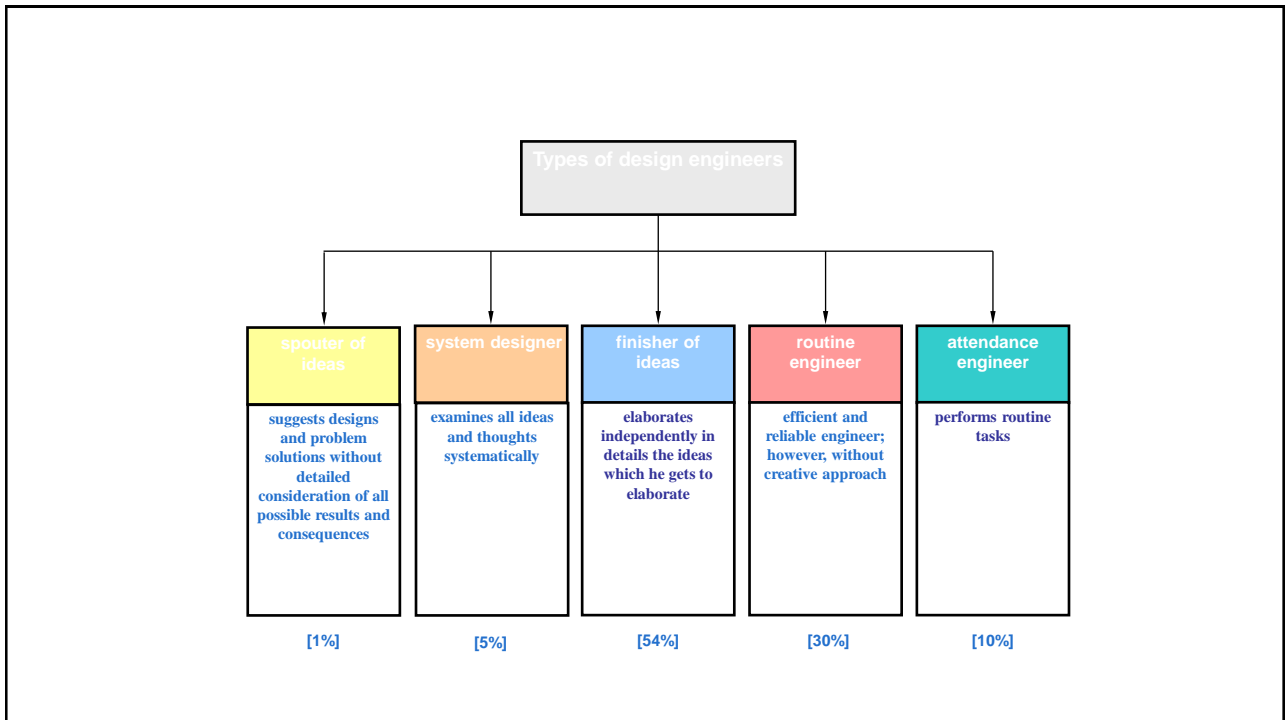 Types of design engineers
spouter of
ideas
suggests designs
and problem
solutions without
detailed
consideration of all
possible results and
consequences
[1%]
system designer
examines all ideas
and thoughts
systematically
[5%]
finisher of
ideas
elaborates
independently in
details the ideas
which he gets to
elaborate
[54%]
routine
engineer
efficient and
reliable engineer;
however, without
creative approach
[30%]
attendance
engineer
performs routine
tasks
[10%]